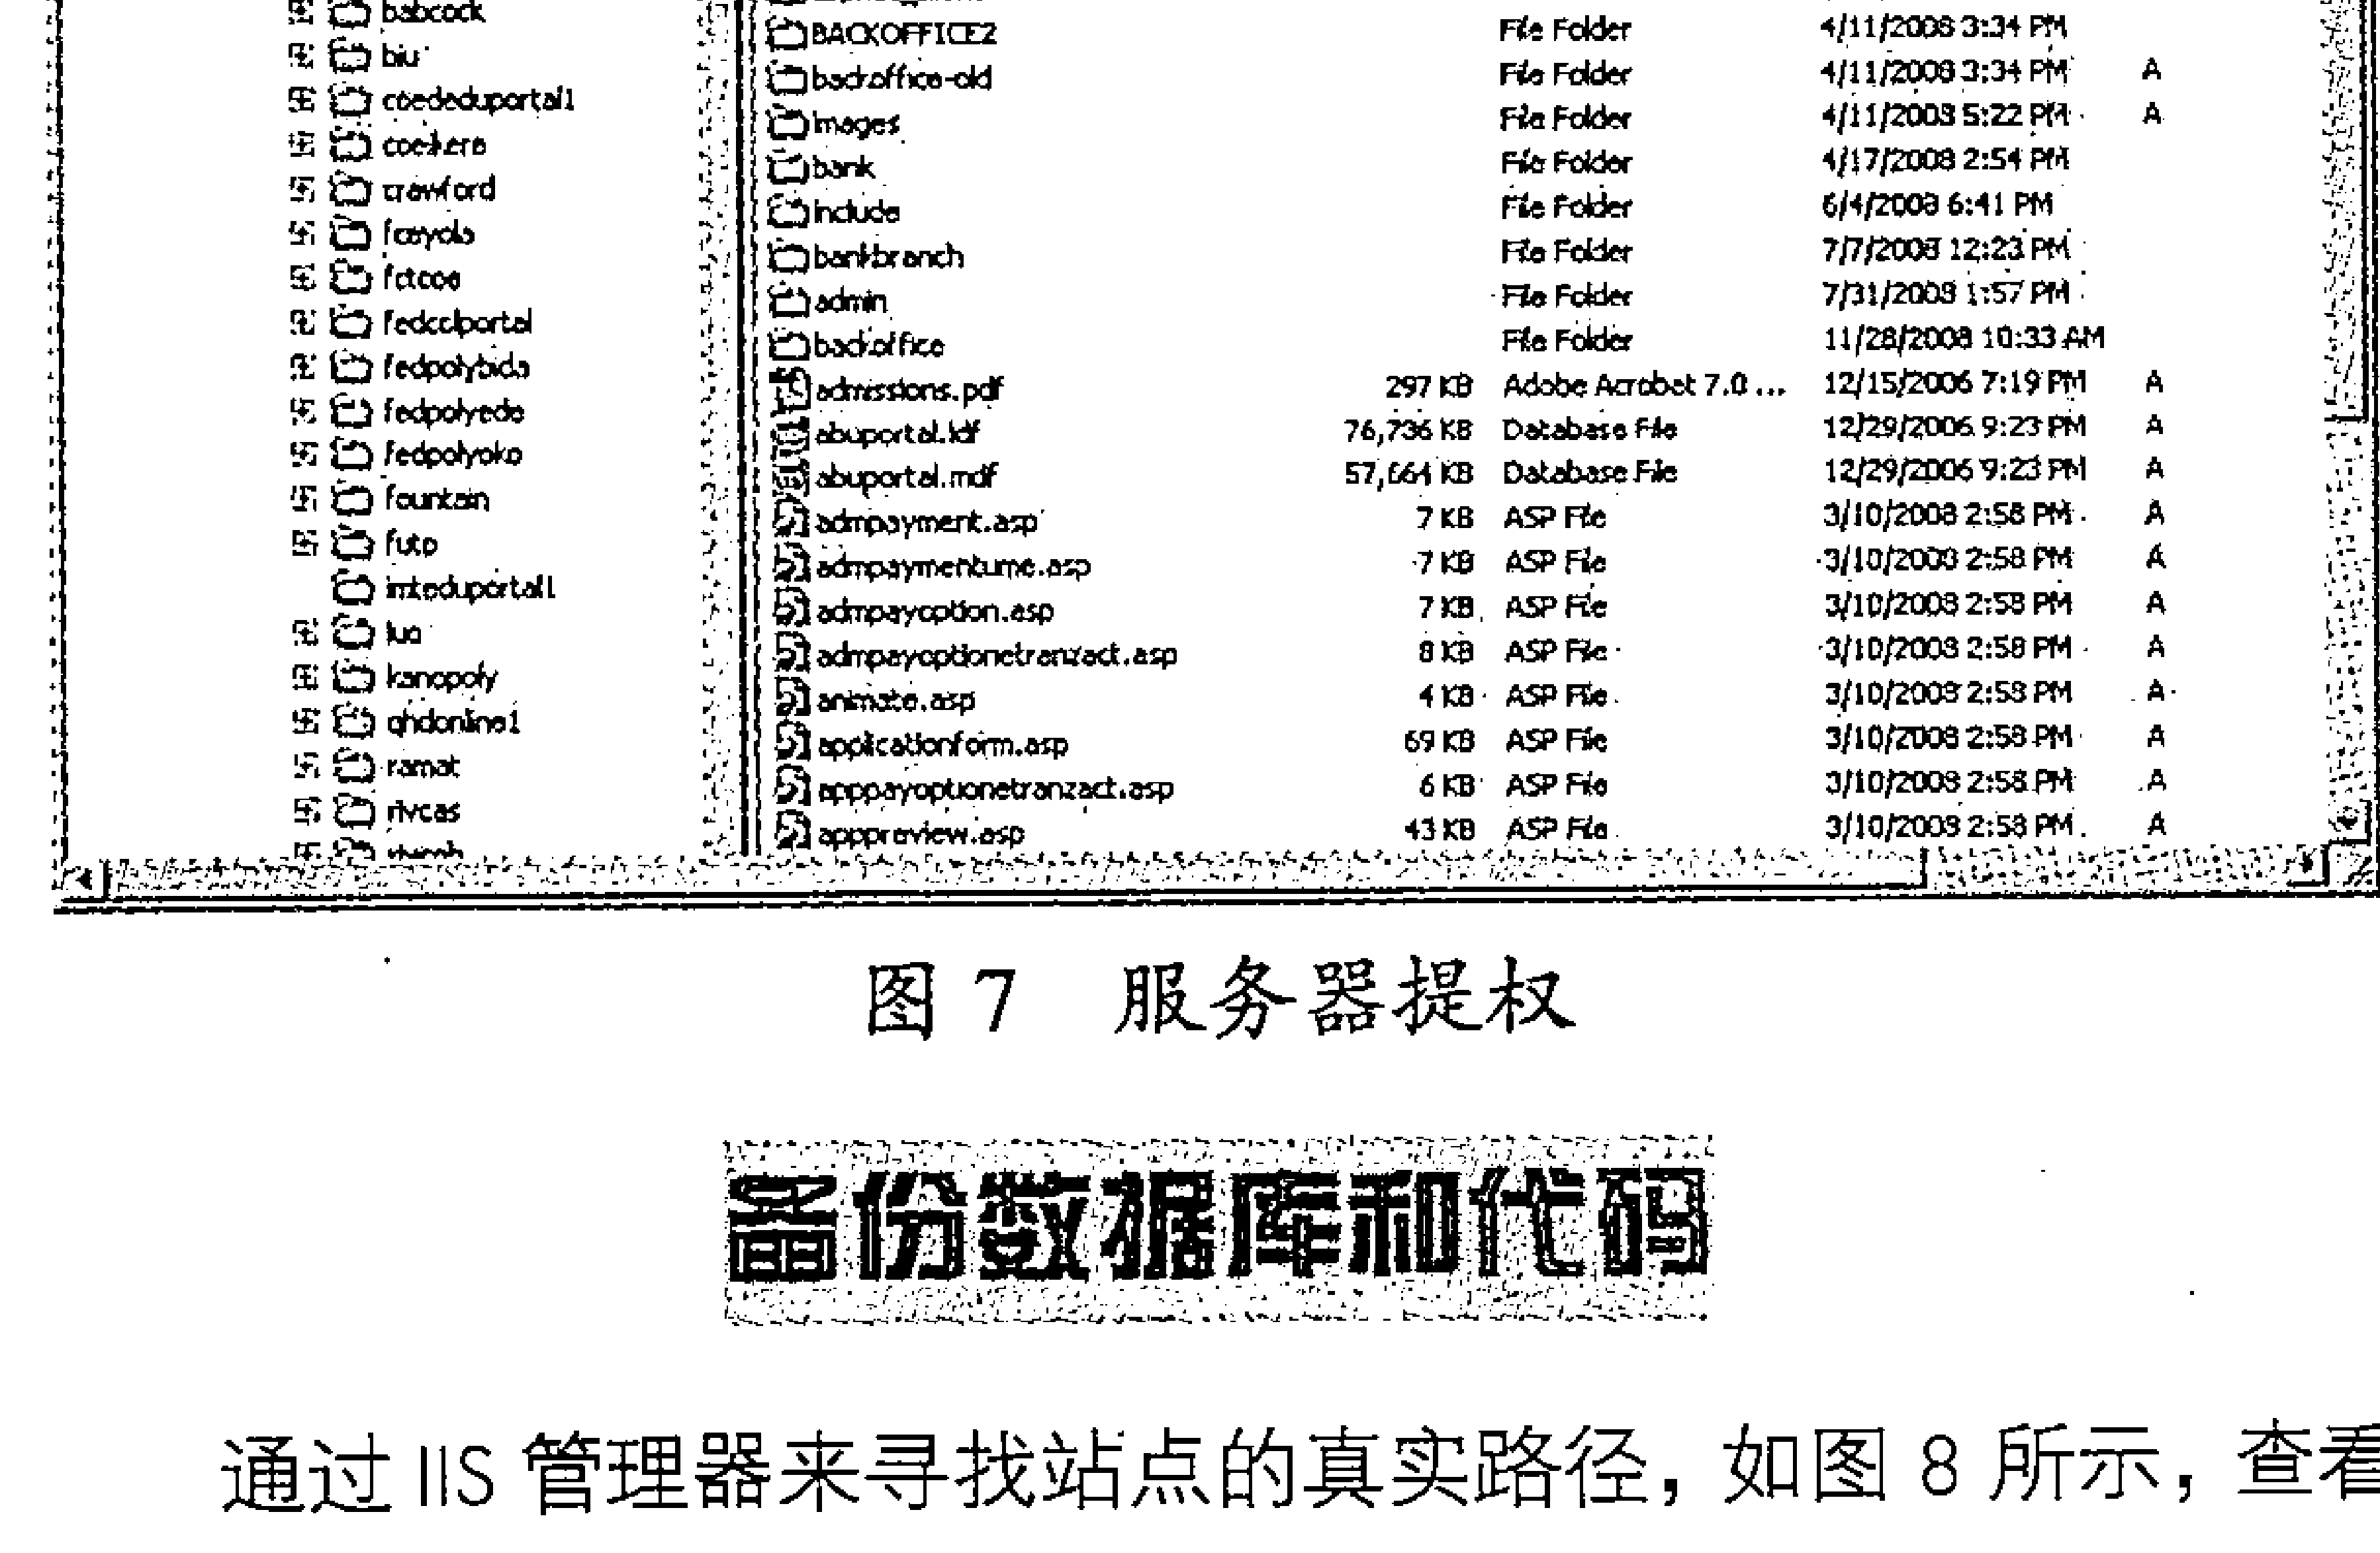 babcock
biu
coededuportal1
crawford
fceyola
fctcoe
fedcclportal
fedpolybida
fedpolyede
fedpolyoko
fountain
futo
imteduportal1
kanopoly
qhdonline1
ramat
rivcas
BACKOFFICE2 File Folder 4/11/2008 3:34 PM
backoffice-old File Folder 4/11/2008 3:34 PM A
images File Folder 4/11/2008 5:22 PM A
bank File Folder 4/17/2008 2:54 PM
include File Folder 6/4/2008 6:41 PM
bankbranch File Folder 7/7/2008 12:23 PM
admin File Folder 7/31/2008 1:57 PM
backoffice File Folder 11/28/2008 10:33 AM
admissions.pdf 297 KB Adobe Acrobat 7.0 ... 12/15/2006 7:19 PM A
abuportal.ldf 76,736 KB Database File 12/29/2006 9:23 PM A
abuportal.mdf 57,664 KB Database File 12/29/2006 9:23 PM A
admpayment.asp 7 KB ASP File 3/10/2008 2:58 PM A
admpaymentume.asp 7 KB ASP File 3/10/2008 2:58 PM A
admpayoption.asp 7 KB ASP File 3/10/2008 2:58 PM A
admpayoptionetranzact.asp 8 KB ASP File 3/10/2008 2:58 PM A
animate.asp 4 KB ASP File 3/10/2008 2:58 PM A
applicationform.asp 69 KB ASP File 3/10/2008 2:58 PM A
apppayoptionetranzact.asp 6 KB ASP File 3/10/2008 2:58 PM A
apppreview.asp 43 KB ASP File 3/10/2008 2:58 PM A
图 7 服务器提权
备份数据库和代码
通过 IIS 管理器来寻找站点的真实路径，如图 8 所示，查看